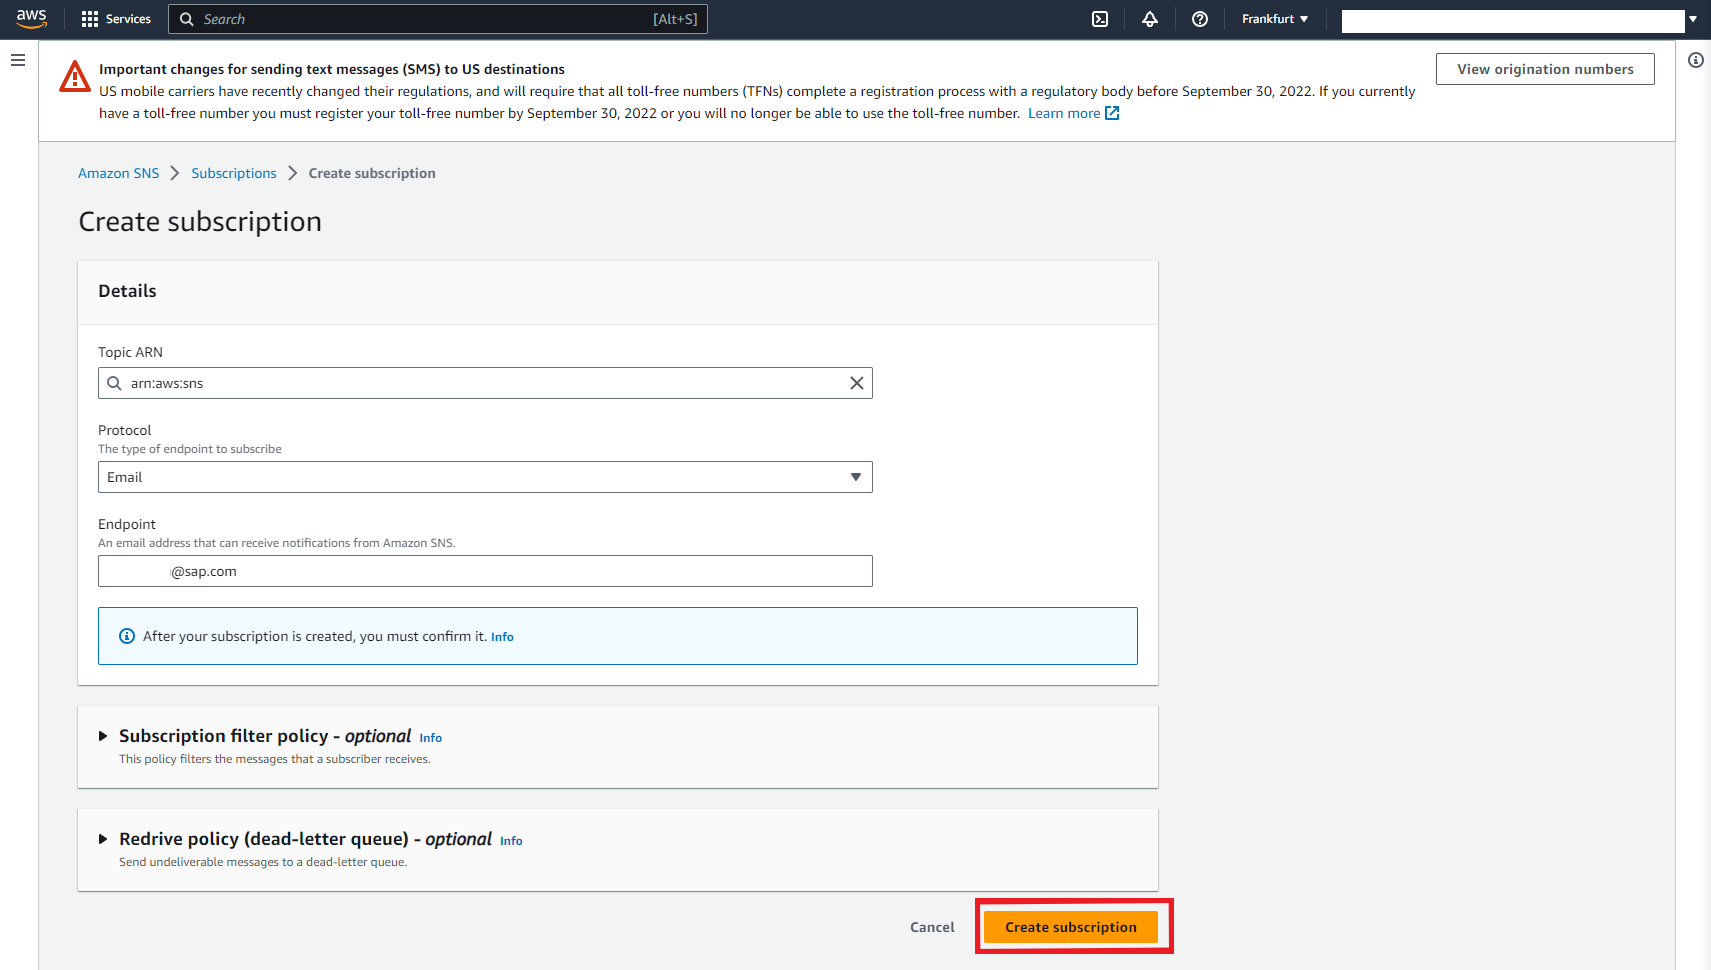 aws
Services
Search
[Alt+S]
Frankfurt
Important changes for sending text messages (SMS) to US destinations
US mobile carriers have recently changed their regulations, and will require that all toll-free numbers (TFNs) complete a registration process with a regulatory body before September 30, 2022. If you currently
have a toll-free number you must register your toll-free number by September 30, 2022 or you will no longer be able to use the toll-free number. Learn more
View origination numbers
Amazon SNS > Subscriptions > Create subscription
Create subscription
Details
Topic ARN
arn:aws:sns
Protocol
The type of endpoint to subscribe
Email
Endpoint
An email address that can receive notifications from Amazon SNS.
@sap.com
After your subscription is created, you must confirm it. Info
Subscription filter policy - optional Info
This policy filters the messages that a subscriber receives.
Redrive policy (dead-letter queue) - optional Info
Send undeliverable messages to a dead-letter queue.
Cancel
Create subscription